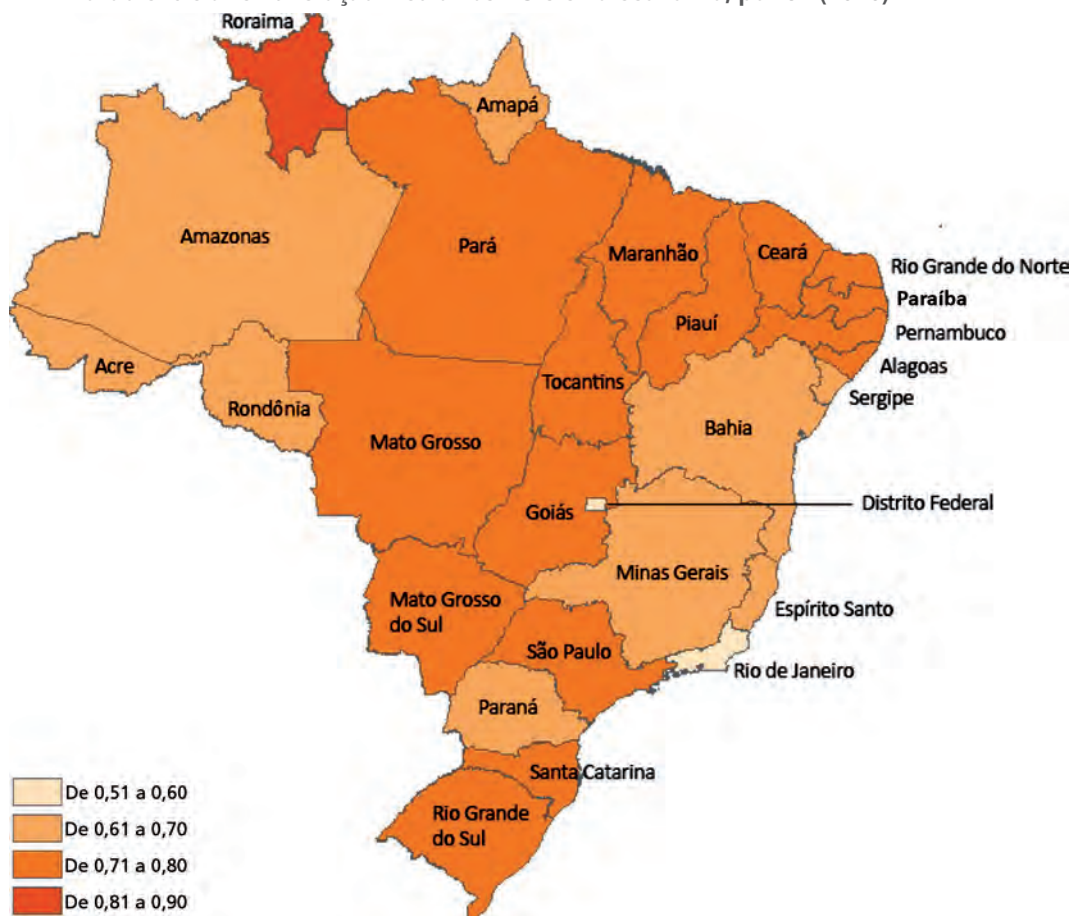 Roraima
Amapá
Amazonas
Pará
Maranhão
Ceará
Rio Grande do Norte
Paraíba
Piauí
Pernambuco
Acre
Alagoas
Tocantins
Sergipe
Rondônia
Bahia
Mato Grosso
Distrito Federal
Goiás
Minas Gerais
Mato Grosso
do Sul
Espírito Santo
São Paulo
Rio de Janeiro
Paraná
Santa Catarina
De 0,51 a 0,60
De 0,61 a 0,70
Rio Grande
do Sul
De 0,71 a 0,80
De 0,81 a 0,90